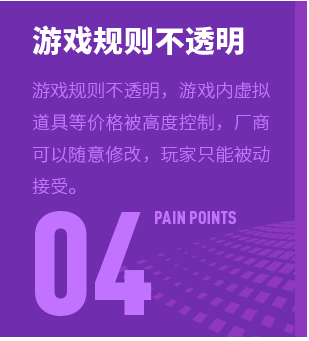 游戏规则不透明
游戏规则不透明，游戏内虚拟
道具等价格被高度控制，厂商
可以随意修改，玩家只能被动
接受。
04 PAIN POINTS